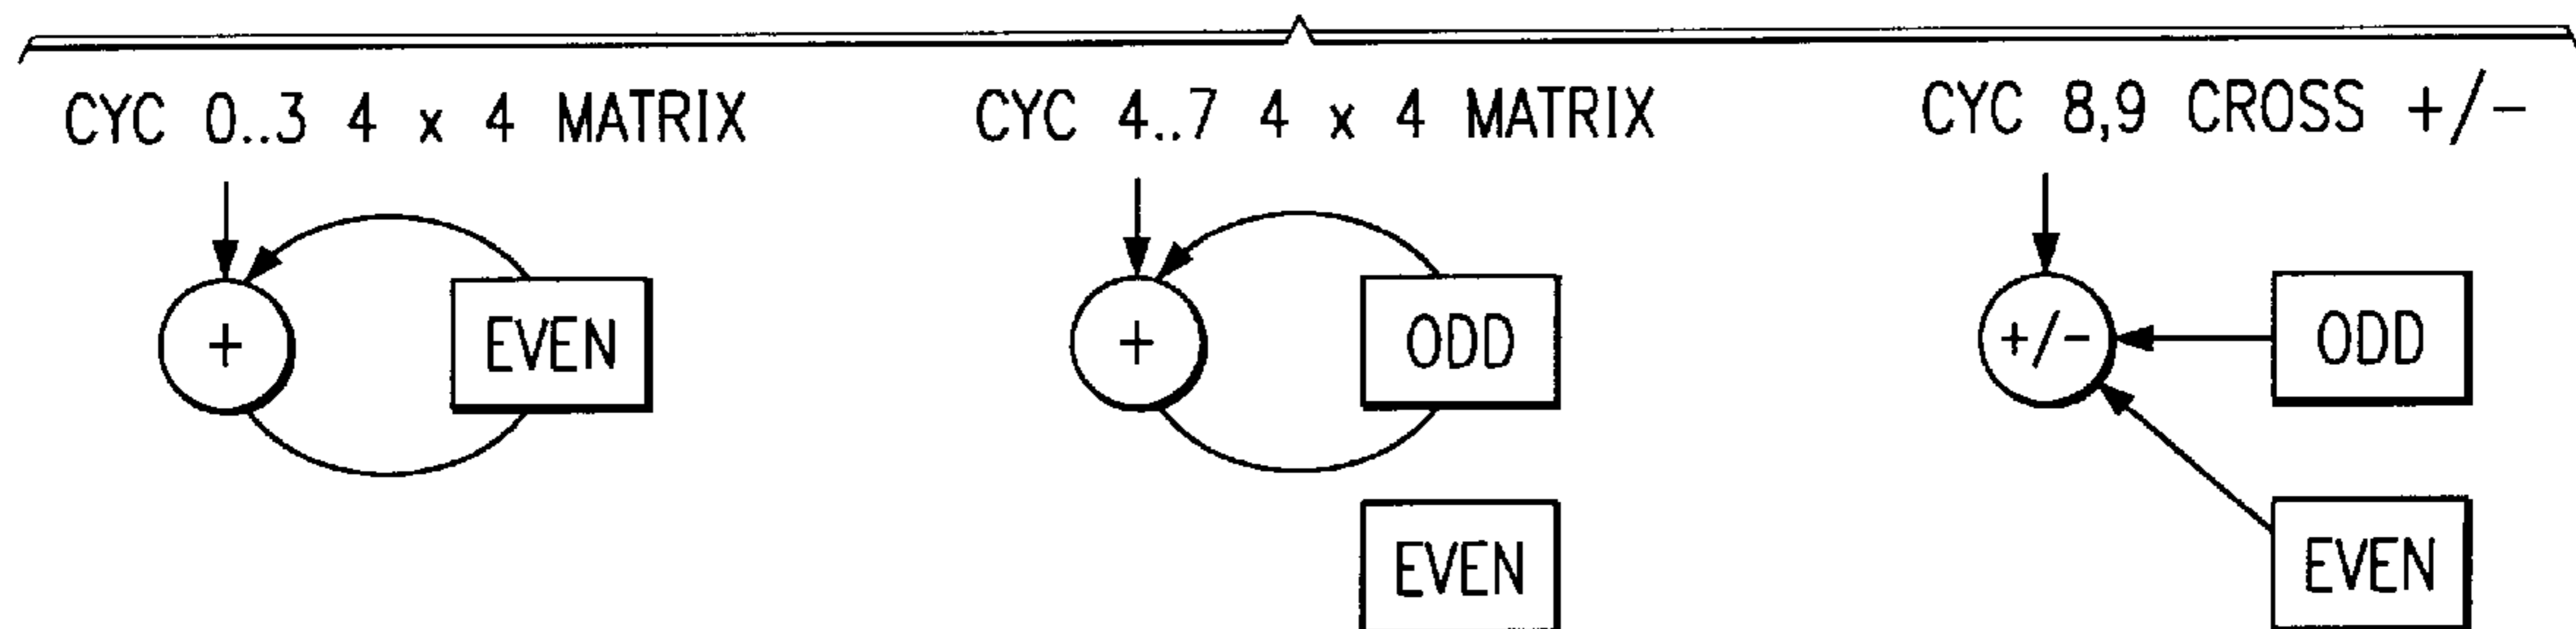 CYC 0..3 4 x 4 MATRIX
CYC 4..7 4 x 4 MATRIX
CYC 8,9 CROSS +/-
+
EVEN
+
ODD
+/-
ODD
EVEN
EVEN